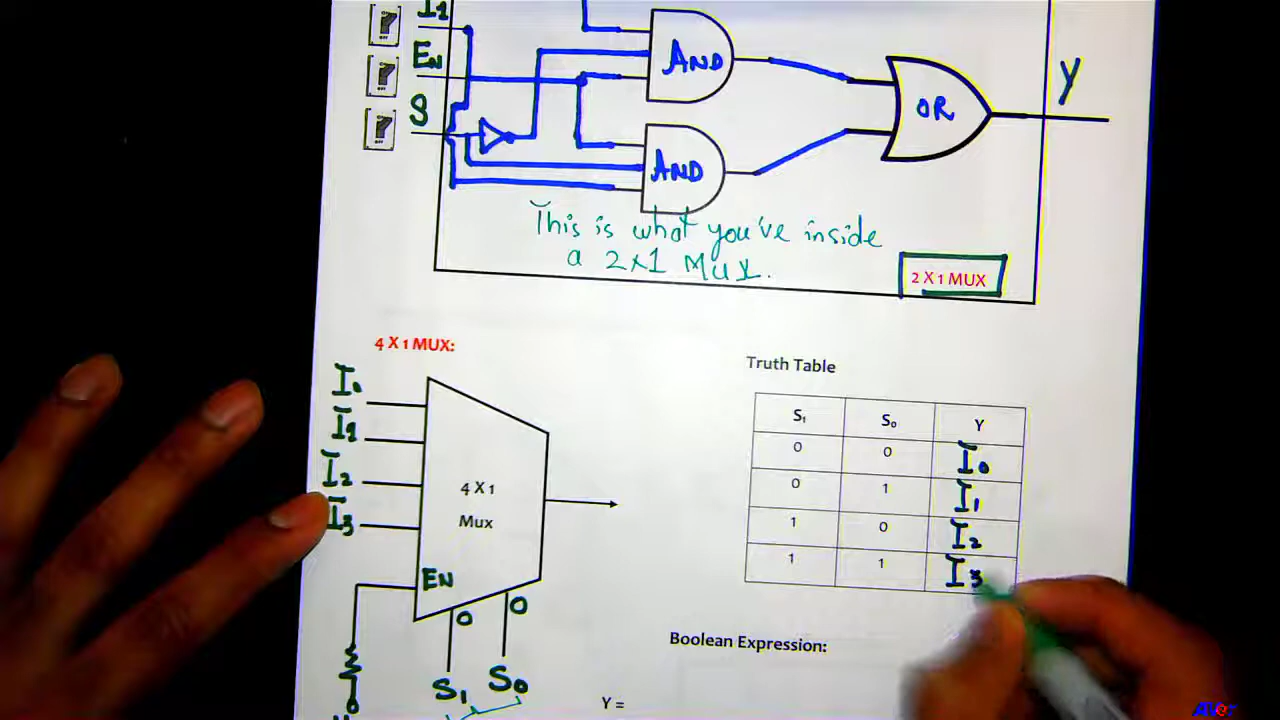 I1
EN
S
AND
AND
OR
Y
This is what you've inside
a 2x1 Mux.
2 X 1 MUX
4 X 1 MUX:
I0
I1
I2
I3
4 X 1
Mux
EN
0 0
S1 S0
Truth Table
S₁ S₀ Y
0 0 I0
0 1 I1
1 0 I2
1 1 I3
Boolean Expression:
Y =